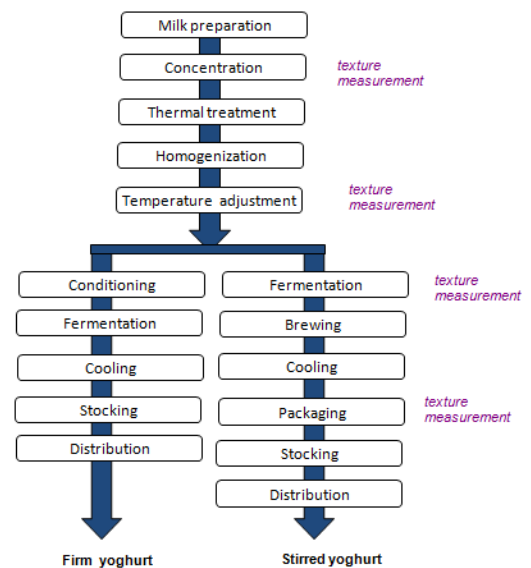 Milk preparation
Concentration
texture
measurement
Thermal treatment
Homogenization
Temperature adjustment
texture
measurement
Conditioning
Fermentation
Cooling
Stocking
Distribution
Firm yoghurt
Fermentation
texture
measurement
Brewing
Cooling
Packaging
texture
measurement
Stocking
Distribution
Stirred yoghurt